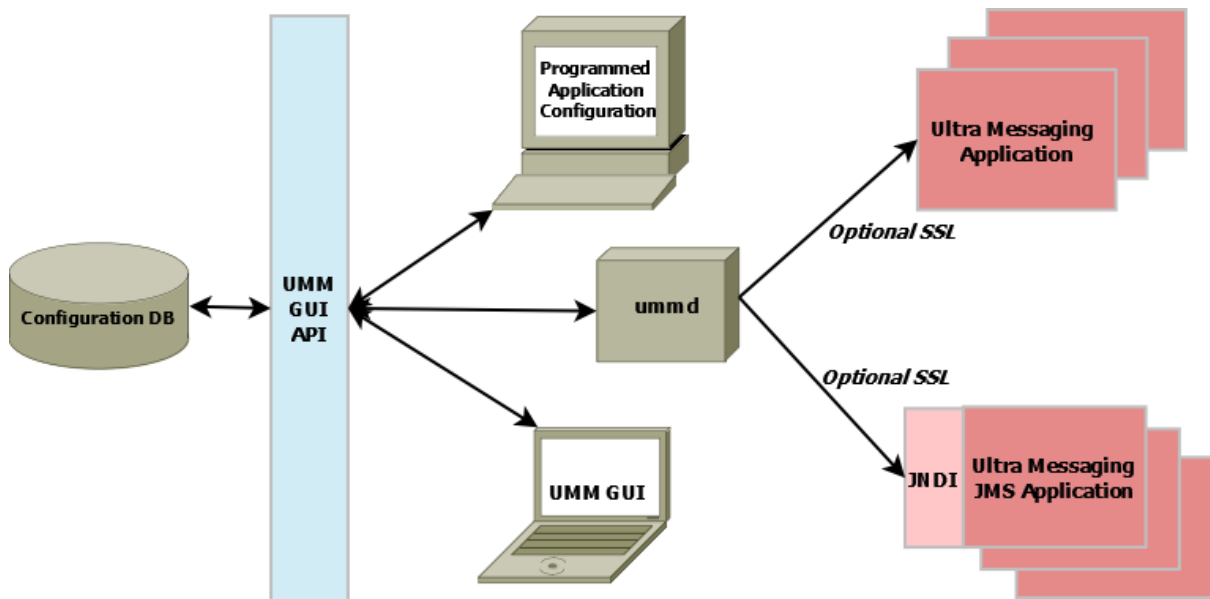 Programmed
Application
Configuration
Ultra Messaging
Application
Optional SSL
Configuration DB
UMM
GUI
API
ummd
Optional SSL
UMM GUI
JNDI
Ultra Messaging
JMS Application